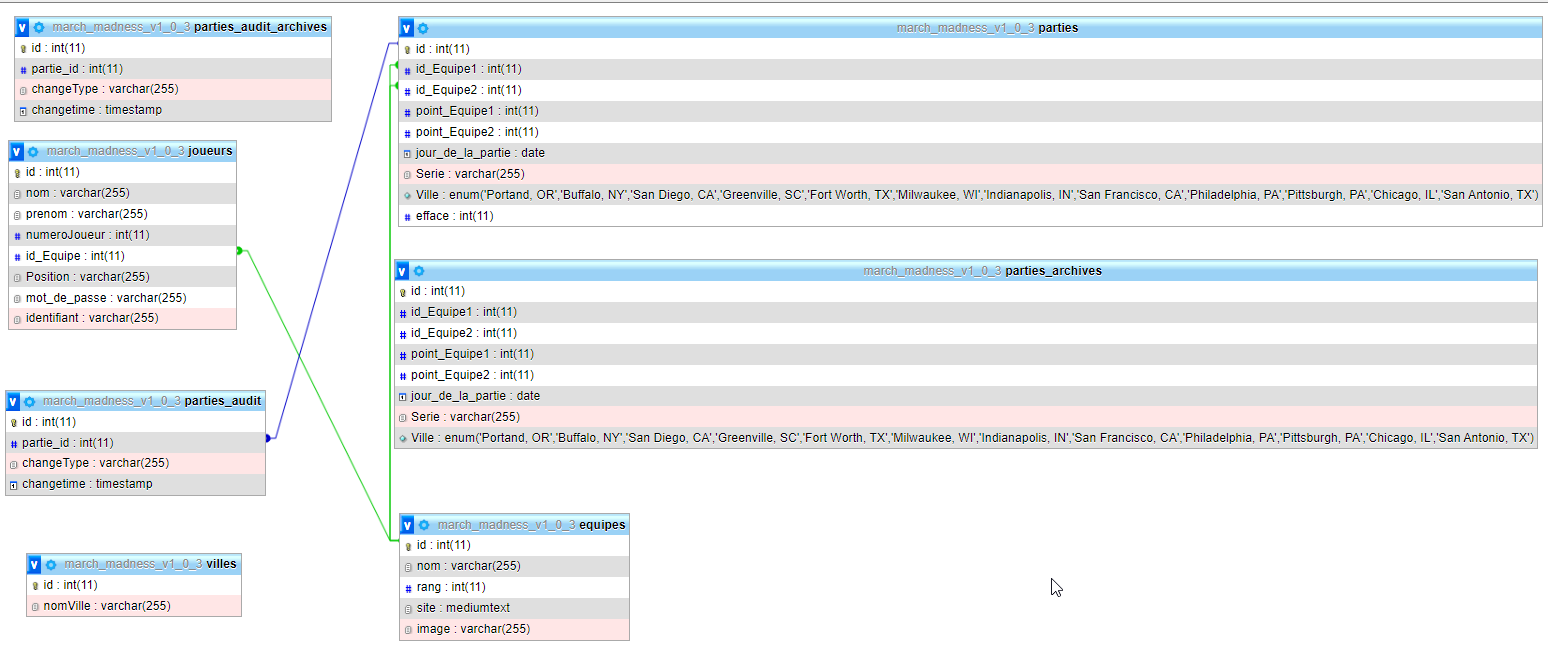 march_madness_v1_0_3 parties_audit_archives
id : int(11)
partie_id : int(11)
changeType : varchar(255)
changetime : timestamp
march_madness_v1_0_3 joueurs
id : int(11)
nom : varchar(255)
prenom : varchar(255)
numeroJoueur : int(11)
id_Equipe : int(11)
Position : varchar(255)
mot_de_passe : varchar(255)
identifiant : varchar(255)
march_madness_v1_0_3 parties_audit
id : int(11)
partie_id : int(11)
changeType : varchar(255)
changetime : timestamp
march_madness_v1_0_3 villes
id : int(11)
nomVille : varchar(255)
march_madness_v1_0_3 parties
id : int(11)
id_Equipe1 : int(11)
id_Equipe2 : int(11)
point_Equipe1 : int(11)
point_Equipe2 : int(11)
jour_de_la_partie : date
Serie : varchar(255)
Ville : enum('Portand, OR','Buffalo, NY','San Diego, CA','Greenville, SC','Fort Worth, TX','Milwaukee, WI','Indianapolis, IN','San Francisco, CA','Philadelphia, PA','Pittsburgh, PA','Chicago, IL','San Antonio, TX')
efface : int(11)
march_madness_v1_0_3 parties_archives
id : int(11)
id_Equipe1 : int(11)
id_Equipe2 : int(11)
point_Equipe1 : int(11)
point_Equipe2 : int(11)
jour_de_la_partie : date
Serie : varchar(255)
Ville : enum('Portand, OR','Buffalo, NY','San Diego, CA','Greenville, SC','Fort Worth, TX','Milwaukee, WI','Indianapolis, IN','San Francisco, CA','Philadelphia, PA','Pittsburgh, PA','Chicago, IL','San Antonio, TX')
march_madness_v1_0_3 equipes
id : int(11)
nom : varchar(255)
rang : int(11)
site : mediumtext
image : varchar(255)